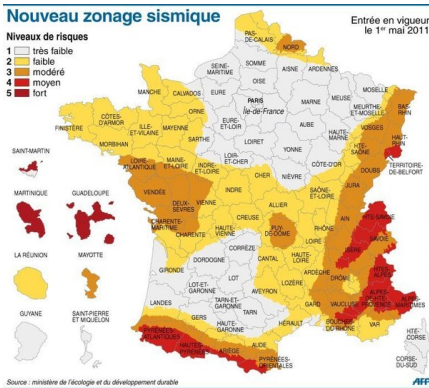 Nouveau zonage sismique
Entrée en vigueur
le 1er mai 2011
Niveaux de risques
1 très faible
2 faible
3 modéré
4 moyen
5 fort
PAS-
DE-CALAIS
NORD
SEINE-
MARITIME
SOMME
AISNE
ARDENNES
OISE
MANCHE
CALVADOS
EURE
PARIS
Île-de-France
MARNE
MEUSE
MOSELLE
MEURTHE-
ET-MOSELLE
BAS-
RHIN
ORNE
EURE-
ET-LOIR
AUBE
HAUTE-
MARNE
VOSGES
HAUT-
RHIN
FINISTÈRE
CÔTES-
D'ARMOR
ILLE-
ET-VILAINE
MAYENNE
MORBIHAN
SARTHE
LOIRET
YONNE
HTE-
SAÔNE
TERRITOIRE-
DE-BELFORT
LOIR-
ET-CHER
CÔTE-D'OR
DOUBS
SAINT-MARTIN
LOIRE-
ATLANTIQUE
MAINE-
ET-LOIRE
INDRE-
ET-LOIRE
CHER
NIÈVRE
JURA
MARTINIQUE
GUADELOUPE
VENDÉE
DEUX-
SÈVRES
VIENNE
INDRE
ALLIER
SAÔNE-
ET-LOIRE
AIN
HTE-SAVOIE
CHARENTE-
MARITIME
CHARENTE
HAUTE-
VIENNE
CREUSE
PUY-
DE-DÔME
LOIRE
RHÔNE
SAVOIE
ISÈRE
LA RÉUNION
MAYOTTE
CORRÈZE
CANTAL
HAUTE-
LOIRE
ARDÈCHE
DRÔME
HTES-
ALPES
GIRONDE
DORDOGNE
LOT
LOT-ET-
GARONNE
AVEYRON
LOZÈRE
GARD
VAUCLUSE
ALPES-
DE-HTE-
PROVENCE
ALPES-
MARITIMES
GUYANE
SAINT-PIERRE
ET MIQUELON
LANDES
TARN-ET-
GARONNE
TARN
GERS
HAUTE-
GARONNE
HÉRAULT
BOUCHES-
DU-RHÔNE
VAR
PYRÉNÉES-
ATLANTIQUES
HAUTES-
PYRÉNÉES
ARIÈGE
AUDE
PYRÉNÉES-
ORIENTALES
HTE-
CORSE
CORSE-
DU-SUD
Source : ministère de l'écologie et du développement durable
AFP